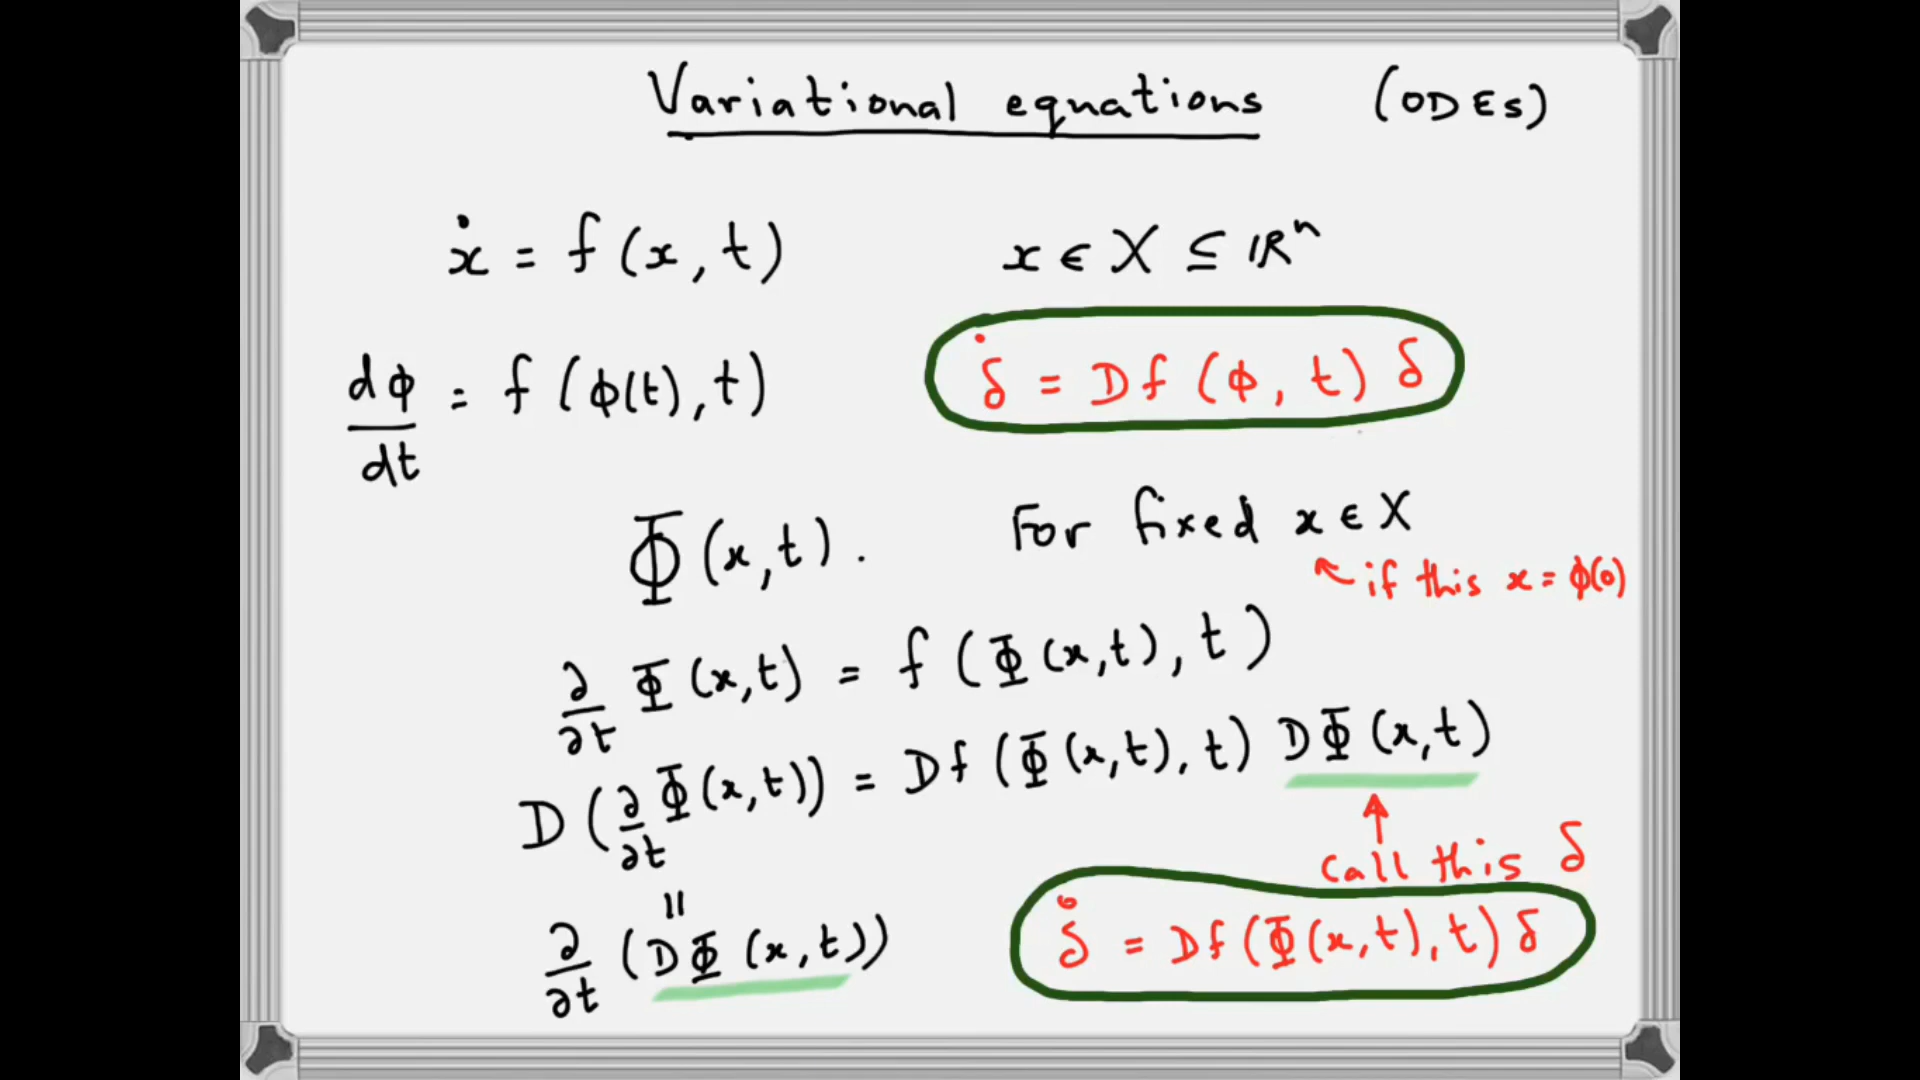 Variational equations (ODEs)
ẋ = f(x, t) x ∈ X ⊆ ℝⁿ
dϕ/dt = f(ϕ(t), t) δ̇ = Df(ϕ, t) δ
Φ(x,t). For fixed x ∈ X
↖ if this x = ϕ(0)
∂/∂t Φ(x,t) = f(Φ(x,t), t)
D(∂/∂t Φ(x,t)) = Df(Φ(x,t), t) DΦ(x,t)
↑
call this δ
||
∂/∂t (DΦ(x,t)) δ̇ = Df(Φ(x,t), t) δ